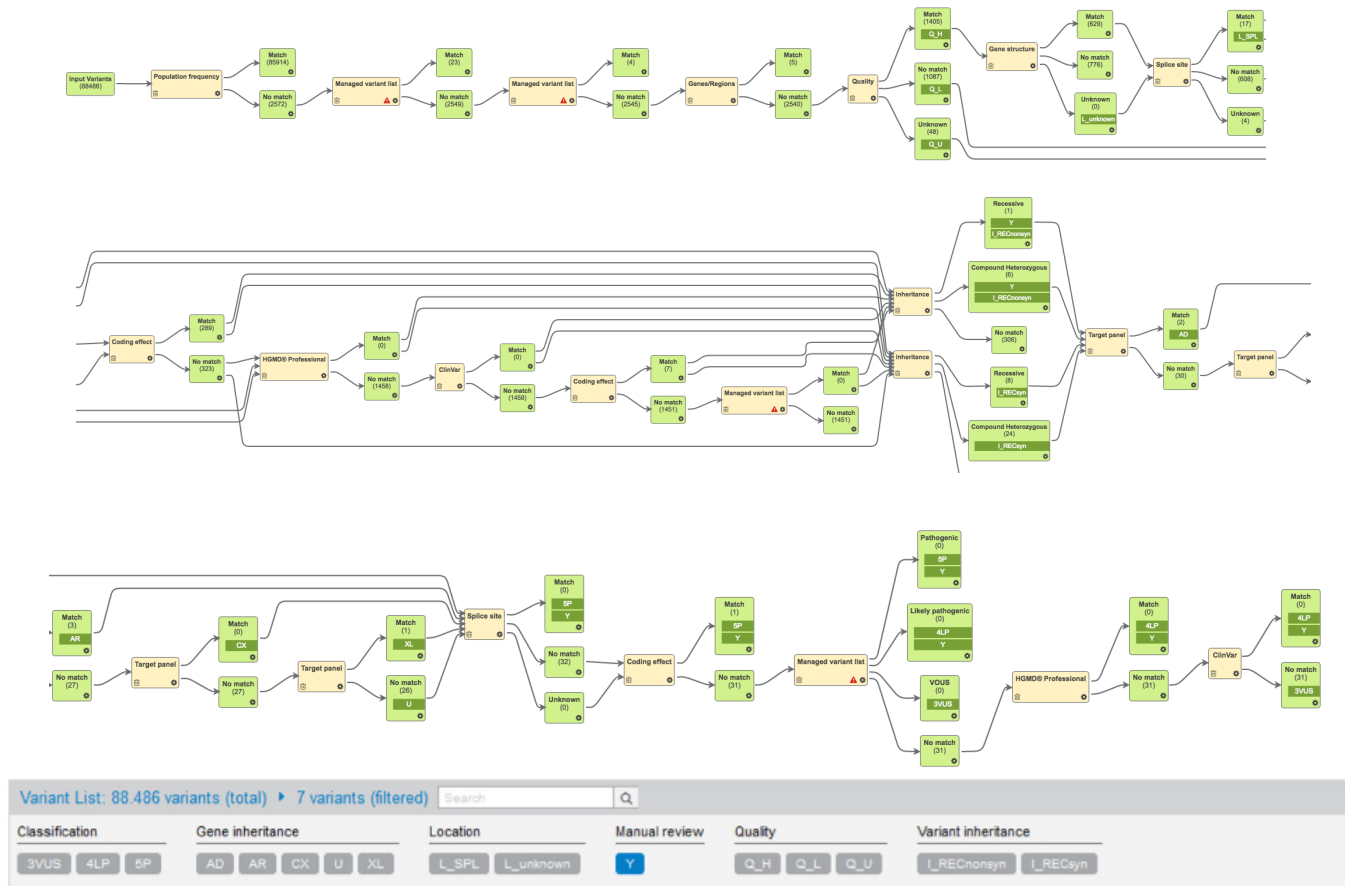 Input Variants
(88486)
Population frequency
Match
(85914)
No match
(2572)
Managed variant list
Match
(23)
No match
(2549)
Managed variant list
Match
(4)
No match
(2545)
Genes/Regions
Match
(5)
No match
(2540)
Quality
Match
(1405)
Q_H
No match
(1087)
Q_L
Unknown
(48)
Q_U
Gene structure
Match
(629)
No match
(776)
Unknown
(0)
L_unknown
Splice site
Match
(17)
L_SPL
No match
(608)
Unknown
(4)
Coding effect
Match
(289)
No match
(323)
HGMD® Professional
Match
(0)
No match
(1458)
ClinVar
Match
(0)
No match
(1458)
Coding effect
Match
(7)
No match
(1451)
Managed variant list
Match
(0)
No match
(1451)
Inheritance
Inheritance
Recessive
(1)
Y
I_RECnonsyn
Compound Heterozygous
(6)
Y
I_RECnonsyn
No match
(306)
Recessive
(8)
I_RECsyn
Compound Heterozygous
(24)
I_RECsyn
Target panel
Match
(2)
AD
No match
(30)
Target panel
Match
(3)
AR
No match
(27)
Target panel
Match
(0)
CX
No match
(27)
Target panel
Match
(1)
XL
No match
(26)
U
Splice site
Match
(0)
5P
Y
No match
(32)
Unknown
(0)
Coding effect
Match
(1)
5P
Y
No match
(31)
Managed variant list
Pathogenic
(0)
5P
Y
Likely pathogenic
(0)
4LP
Y
VOUS
(0)
3VUS
No match
(31)
HGMD® Professional
Match
(0)
4LP
Y
No match
(31)
ClinVar
Match
(0)
4LP
Y
No match
(31)
3VUS
Variant List: 88.486 variants (total) 7 variants (filtered) Search
Classification Gene inheritance Location Manual review Quality Variant inheritance
3VUS 4LP 5P AD AR CX U XL L_SPL L_unknown Y Q_H Q_L Q_U I_RECnonsyn I_RECsyn